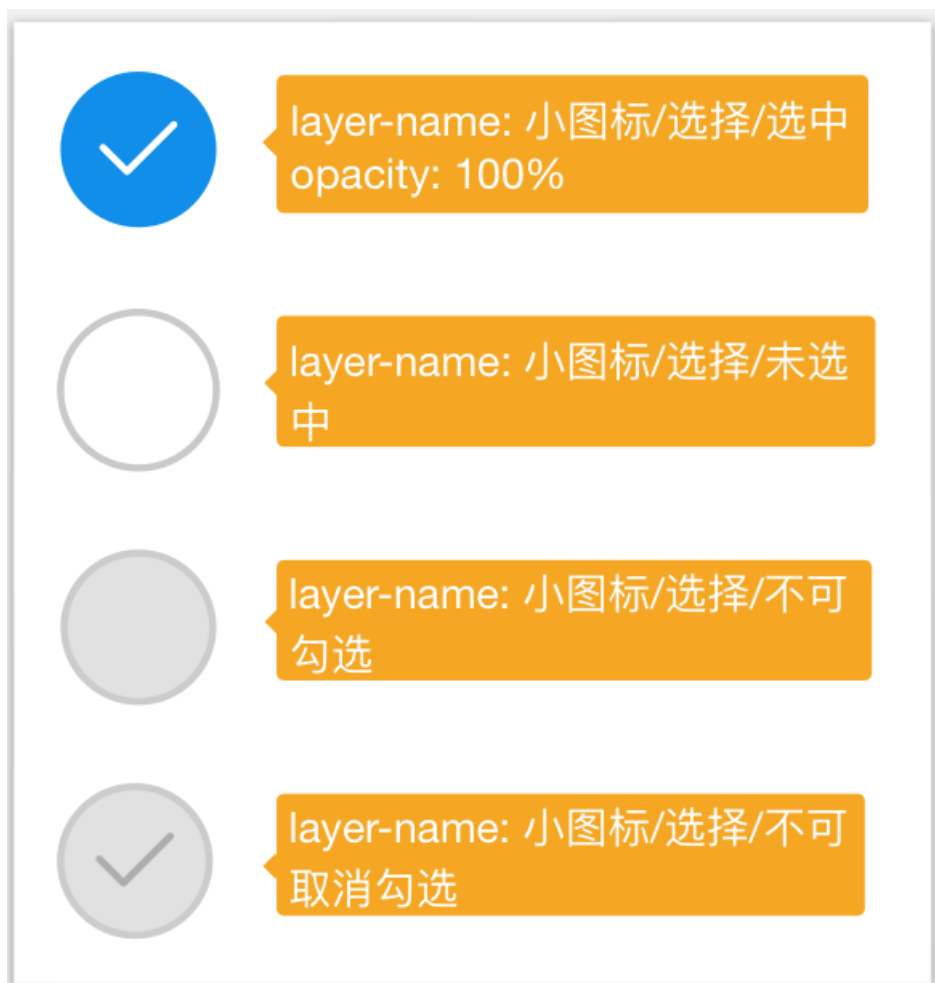 layer-name: 小图标/选择/选中
opacity: 100%
layer-name: 小图标/选择/未选
中
layer-name: 小图标/选择/不可
勾选
layer-name: 小图标/选择/不可
取消勾选